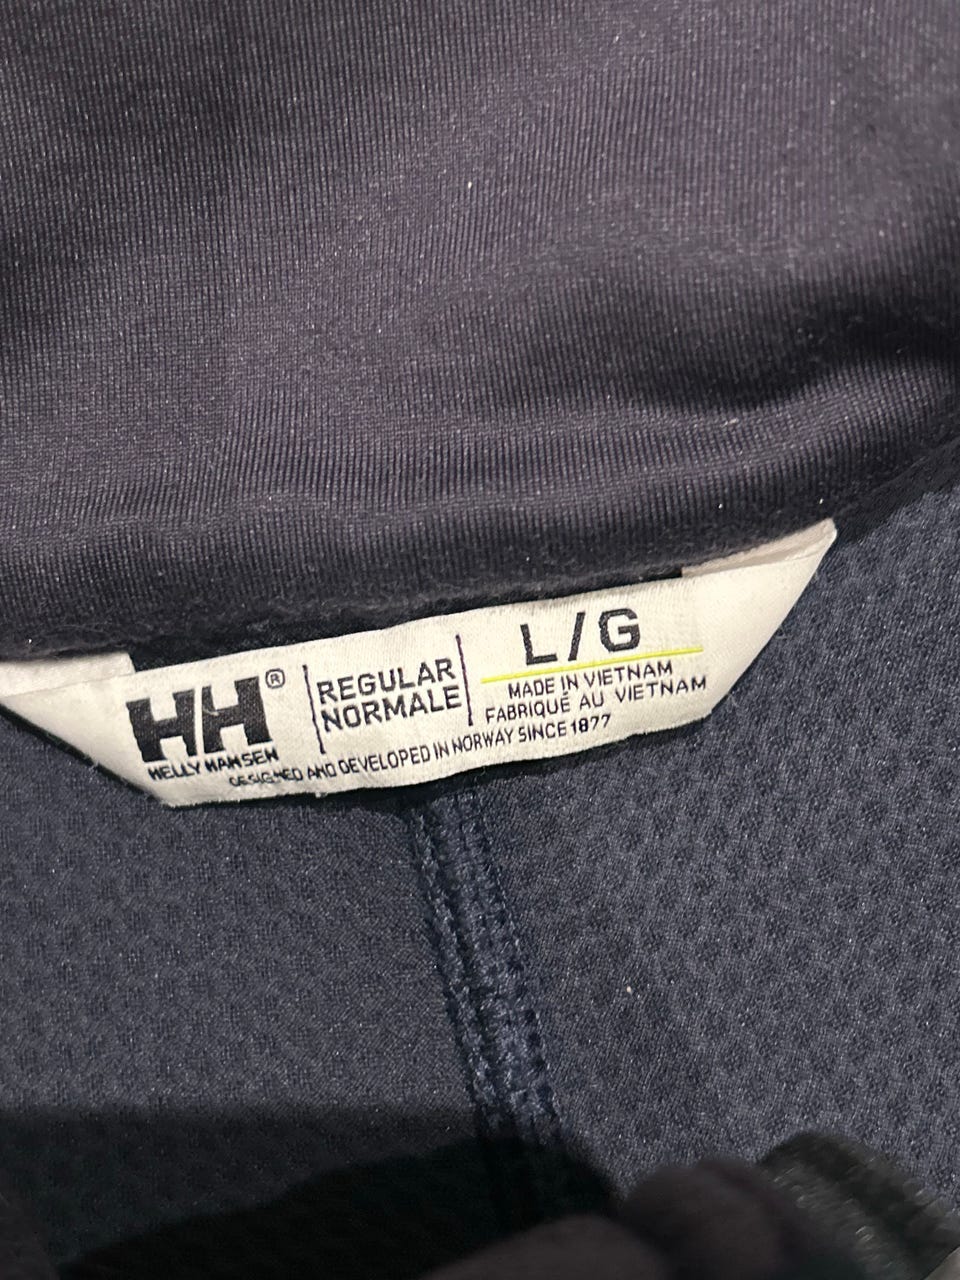 HH®
HELLY HANSEN
REGULAR
NORMALE
L/G
MADE IN VIETNAM
FABRIQUÉ AU VIETNAM
DESIGNED AND DEVELOPED IN NORWAY SINCE 1877